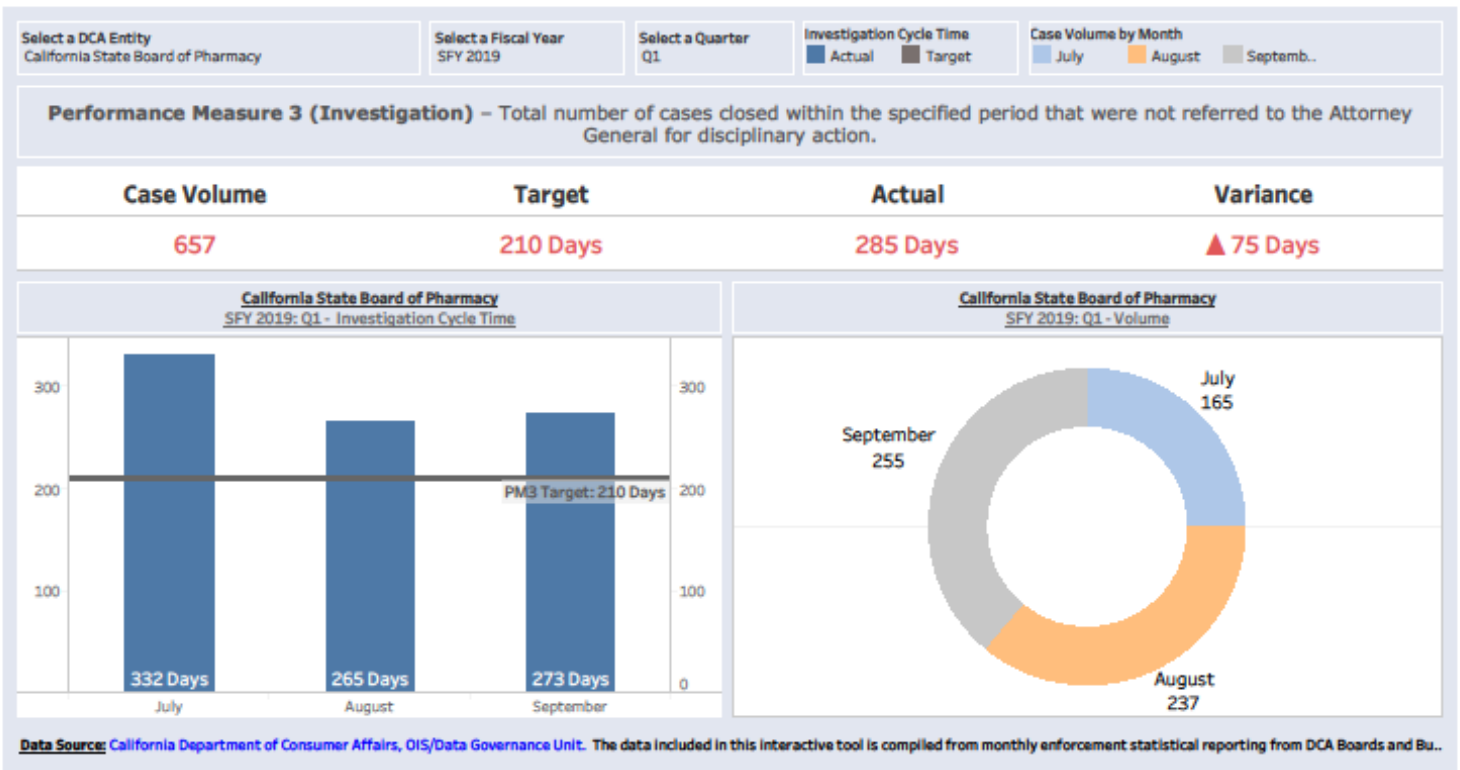 Select a DCA Entity
California State Board of Pharmacy
Select a Fiscal Year
SFY 2019
Select a Quarter
Q1
Investigation Cycle Time
Actual Target
Case Volume by Month
July August Septemb..
Performance Measure 3 (Investigation) – Total number of cases closed within the specified period that were not referred to the Attorney
General for disciplinary action.
Case Volume Target Actual Variance
657 210 Days 285 Days ▲ 75 Days
California State Board of Pharmacy
SFY 2019: Q1 - Investigation Cycle Time
300 300
200 PM3 Target: 210 Days 200
100 100
0
332 Days 265 Days 273 Days
July August September
California State Board of Pharmacy
SFY 2019: Q1 - Volume
July
165
September
255
August
237
Data Source: California Department of Consumer Affairs, OIS/Data Governance Unit. The data included in this interactive tool is compiled from monthly enforcement statistical reporting from DCA Boards and Bu..